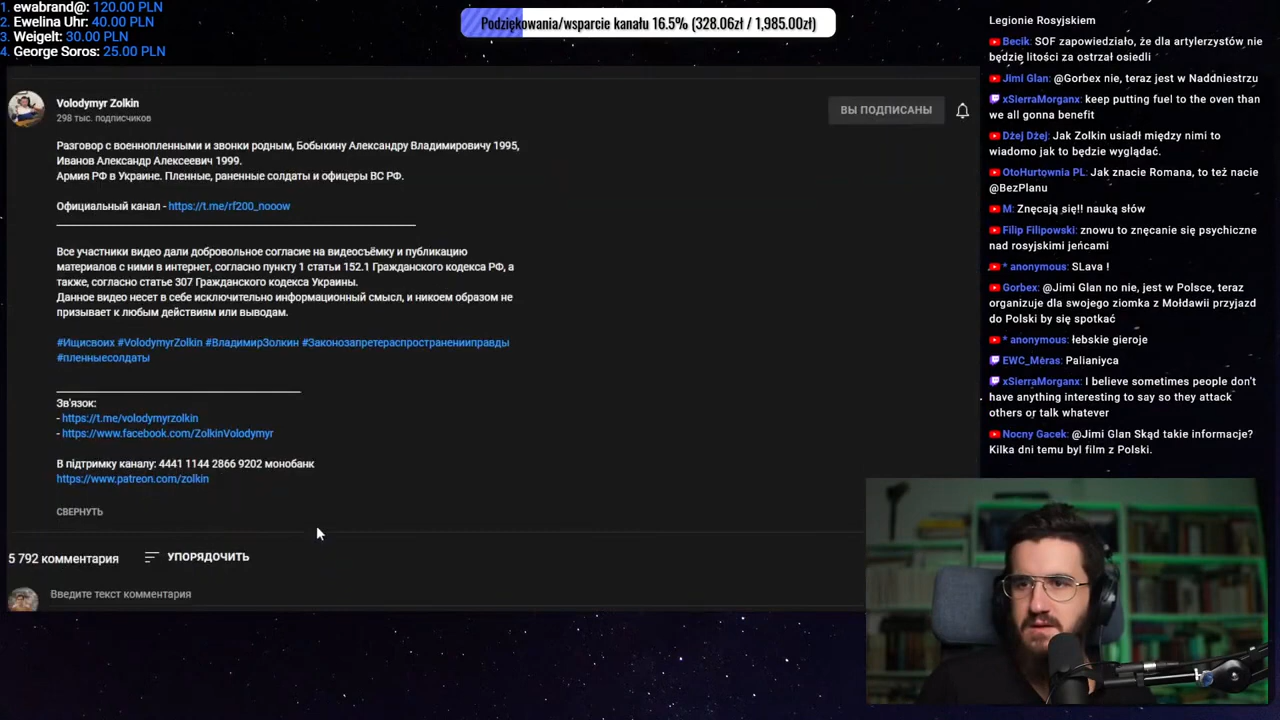 1. ewabrand@: 120.00 PLN
2. Ewelina Uhr: 40.00 PLN
3. Weigelt: 30.00 PLN
4. George Soros: 25.00 PLN
Podziękowania/wsparcie kanału 16.5% (328.06zł / 1,985.00zł)
Volodymyr Zolkin
298 тыс. подписчиков
ВЫ ПОДПИСАНЫ
Разговор с военнопленными и звонки родным, Бобыкину Александру Владимировичу 1995,
Иванов Александр Алексеевич 1999.
Армия РФ в Украине. Пленные, раненные солдаты и офицеры ВС РФ.
Официальный канал - https://t.me/rf200_nooow
Все участники видео дали добровольное согласие на видеосъёмку и публикацию
материалов с ними в интернет, согласно пункту 1 статьи 152.1 Гражданского кодекса РФ, а
также, согласно статье 307 Гражданского кодекса Украины.
Данное видео несет в себе исключительно информационный смысл, и никоем образом не
призывает к любым действиям или выводам.
#Ищисвоих #VolodymyrZolkin #ВладимирЗолкин #Законозапретераспространенииправды
#пленныесолдаты
Зв'язок:
- https://t.me/volodymyrzolkin
- https://www.facebook.com/ZolkinVolodymyr
В підтримку каналу: 4441 1144 2866 9202 монобанк
https://www.patreon.com/zolkin
СВЕРНУТЬ
5 792 комментария
УПОРЯДОЧИТЬ
Введите текст комментария
Legionie Rosyjskiem
Becik: SOF zapowiedziało, że dla artylerzystów nie
będzie litości za ostrzał osiedli
Jimi Glan: @Gorbex nie, teraz jest w Naddniestrzu
xSierraMorganx: keep putting fuel to the oven than
we all gonna benefit
Dżej Dżej: Jak Zolkin usiadł między nimi to
wiadomo jak to będzie wyglądać.
OtoHurtownia PL: Jak znacie Romana, to też nacie
@BezPlanu
M: Znęcają się!! nauką słów
Filip Filipowski: znowu to znęcanie się psychiczne
nad rosyjskimi jeńcami
* anonymous: SLava !
Gorbex: @Jimi Glan no nie, jest w Polsce, teraz
organizuje dla swojego ziomka z Mołdawii przyjazd
do Polski by się spotkać
* anonymous: łebskie gieroje
EWC_Meras: Palianiyca
xSierraMorganx: I believe sometimes people don't
have anything interesting to say so they attack
others or talk whatever
Nocny Gacek: @Jimi Glan Skąd takie informacje?
Kilka dni temu byl film z Polski.